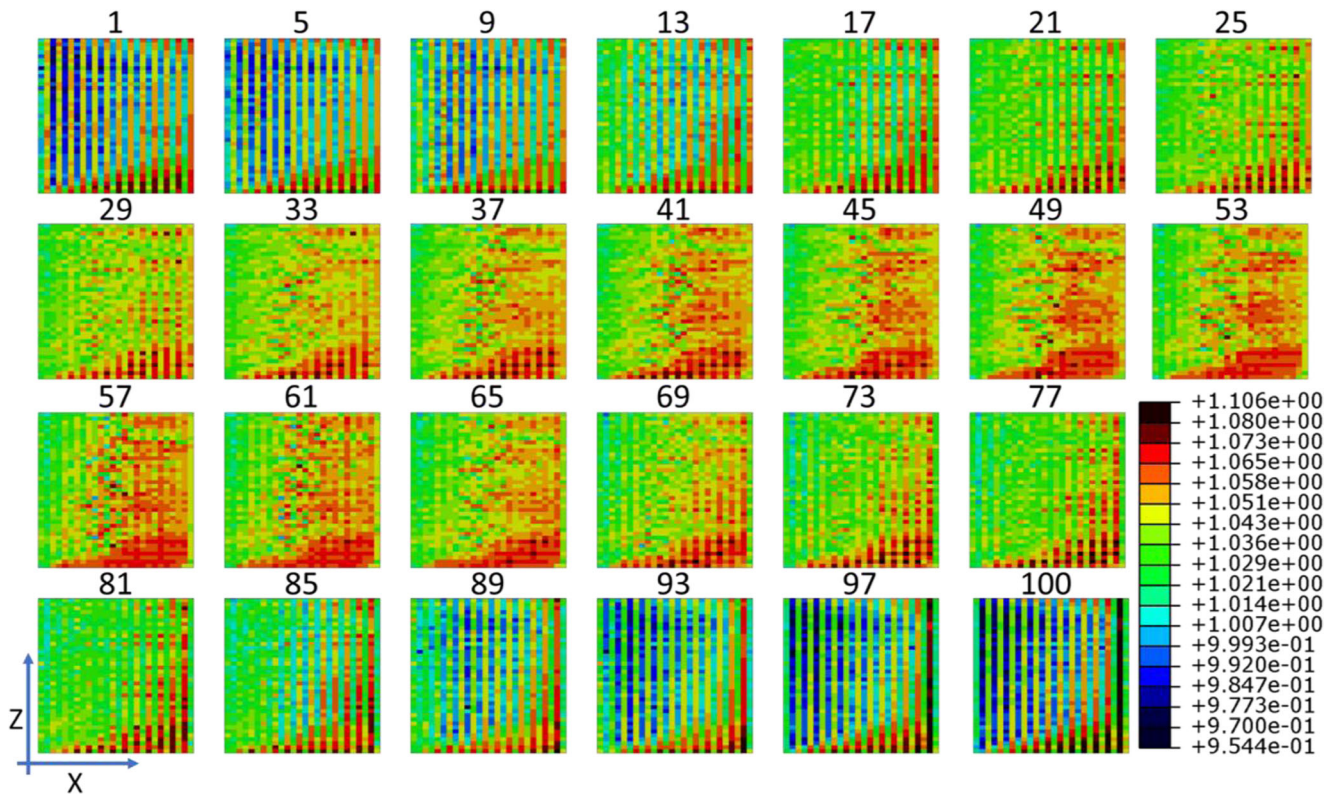 1 5 9 13 17 21 25
29 33 37 41 45 49 53
57 61 65 69 73 77
+1.106e+00
+1.080e+00
+1.073e+00
+1.065e+00
+1.058e+00
+1.051e+00
+1.043e+00
+1.036e+00
+1.029e+00
+1.021e+00
+1.014e+00
+1.007e+00
+9.993e-01
+9.920e-01
+9.847e-01
+9.773e-01
+9.700e-01
+9.544e-01
81 85 89 93 97 100
Z
X